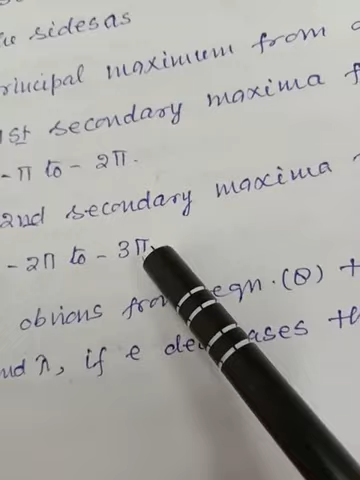 sides as
principal maximum from
1st secondary maxima
-π to - 2π.
2nd secondary maxima
- 2π to - 3π
obvious from eqn. (θ)
and λ, if e decreases